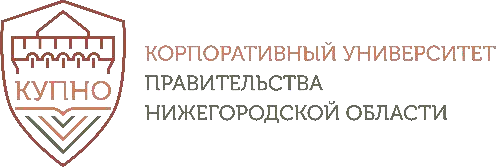 КУПНО
КОРПОРАТИВНЫЙ УНИВЕРСИТЕТ
ПРАВИТЕЛЬСТВА
НИЖЕГОРОДСКОЙ ОБЛАСТИ